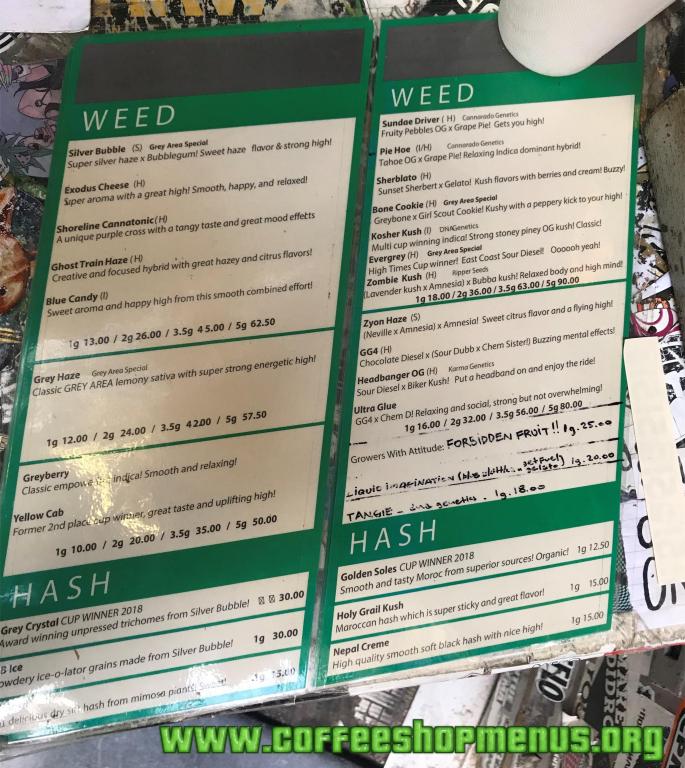 WEED
Silver Bubble (S) Grey Area Special
Super silver haze x Bubblegum! Sweet haze flavor & strong high!
Exodus Cheese (H)
Super aroma with a great high! Smooth, happy, and relaxed!
Shoreline Cannatonic (H)
A unique purple cross with a tangy taste and great mood effetcs
Ghost Train Haze (H)
Creative and focused hybrid with great hazey and citrus flavors!
Blue Candy (I)
Sweet aroma and happy high from this smooth combined effort!
1g 13.00 / 2g 26.00 / 3.5g 45.00 / 5g 62.50
Grey Haze Grey Area Special
Classic GREY AREA lemony sativa with super strong energetic high!
1g 12.00 / 2g 24.00 / 3.5g 42.00 / 5g 57.50
Greyberry
Classic indica! Smooth and relaxing!
Yellow Cab
Former 2nd place cup winner, great taste and uplifting high!
1g 10.00 / 2g 20.00 / 3.5g 35.00 / 5g 50.00
HASH
Grey Crystal CUP WINNER 2018
Award winning unpressed trichomes from Silver Bubble! 30.00
B Ice
owdery ice-o-lator grains made from Silver Bubble! 1g 30.00
delicious dry sift hash from mimosa 1g 15.00
WEED
Sundae Driver (H) Cannarado Genetics
Fruity Pebbles OG x Grape Pie! Gets you high!
Pie Hoe (I/H) Cannarado Genetics
Tahoe OG x Grape Pie! Relaxing Indica dominant hybrid!
Sherblato (H)
Sunset Sherbert x Gelato! Kush flavors with berries and cream! Buzzy!
Bone Cookie (H) Grey Area Special
Greybone x Girl Scout Cookie! Kushy with a peppery kick to your high!
Kosher Kush (I) DNAGenetics
Multi cup winning indica! Strong stoney piney OG kush! Classic!
Evergrey (H) Grey Area Special
High Times Cup winner! East Coast Sour Diesel! Oooooh yeah!
Zombie Kush (H) Ripper Seeds
(Lavender kush x Amnesia) x Bubba kush! Relaxed body and high mind!
1g 18.00 / 2g 36.00 / 3.5g 63.00 / 5g 90.00
Zyon Haze (S)
(Neville x Amnesia) x Amnesia! Sweet citrus flavor and a flying high!
GG4 (H)
Chocolate Diesel x (Sour Dubb x Chem Sister!) Buzzing mental effects!
Headbanger OG (H) Karma Genetics
Sour Diesel x Biker Kush! Put a headband on and enjoy the ride!
Ultra Glue
GG4 x Chem D! Relaxing and social, strong but not overwhelming!
1g 16.00 / 2g 32.00 / 3.5g 56.00 / 5g 80.00
Growers With Attitude: FORBIDDEN FRUIT!! 1g. 25.00
LIQUID IMAGINATION gelato) 1g. 20.00
TANGIE - genetics - 1g. 18.00
HASH
Golden Soles CUP WINNER 2018
Smooth and tasty Moroc from superior sources! Organic! 1g 12.50
Holy Grail Kush
Maroccan hash which is super sticky and great flavor! 1g 15.00
Nepal Creme
High quality smooth soft black hash with nice high! 1g 15.00
www.coffeeshopmenus.org